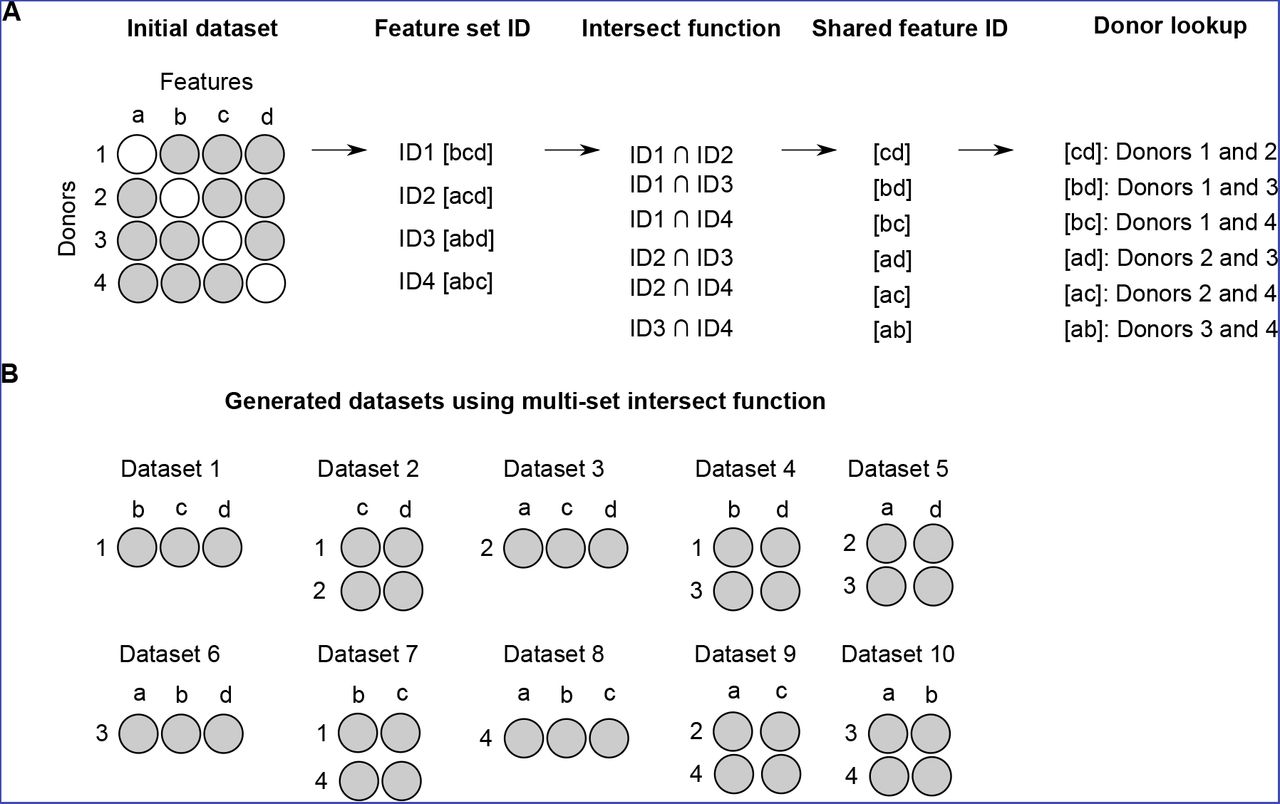 A
Initial dataset Feature set ID Intersect function Shared feature ID Donor lookup
Features
a b c d
Donors
1 ID1 [bcd] ID1 ∩ ID2 [cd] [cd]: Donors 1 and 2
ID1 ∩ ID3 [bd] [bd]: Donors 1 and 3
2 ID2 [acd] ID1 ∩ ID4 [bc] [bc]: Donors 1 and 4
3 ID3 [abd] ID2 ∩ ID3 [ad] [ad]: Donors 2 and 3
4 ID4 [abc] ID2 ∩ ID4 [ac] [ac]: Donors 2 and 4
ID3 ∩ ID4 [ab] [ab]: Donors 3 and 4
B
Generated datasets using multi-set intersect function
Dataset 1 Dataset 2 Dataset 3 Dataset 4 Dataset 5
b c d c d a c d b d a d
1 1 2 1 2
2 3 3
Dataset 6 Dataset 7 Dataset 8 Dataset 9 Dataset 10
a b d b c a b c a c a b
3 1 4 2 3
4 4 4